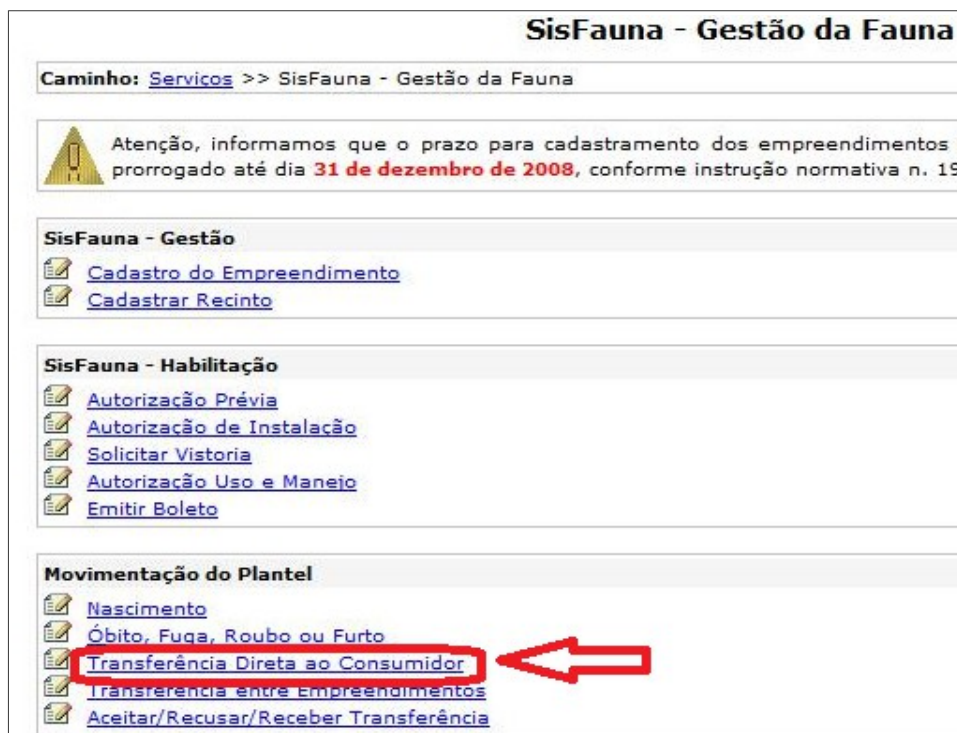 SisFauna - Gestão da Fauna
Caminho: Serviços >> SisFauna - Gestão da Fauna
Atenção, informamos que o prazo para cadastramento dos empreendimentos
prorrogado até dia 31 de dezembro de 2008, conforme instrução normativa n. 19
SisFauna - Gestão
Cadastro do Empreendimento
Cadastrar Recinto
SisFauna - Habilitação
Autorização Prévia
Autorização de Instalação
Solicitar Vistoria
Autorização Uso e Manejo
Emitir Boleto
Movimentação do Plantel
Nascimento
Óbito, Fuga, Roubo ou Furto
Transferência Direta ao Consumidor
Transferência entre Empreendimentos
Aceitar/Recusar/Receber Transferência